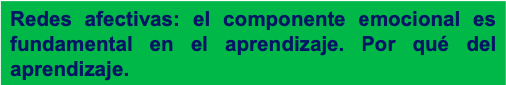 Redes afectivas: el componente emocional es
fundamental en el aprendizaje. Por qué del
aprendizaje.